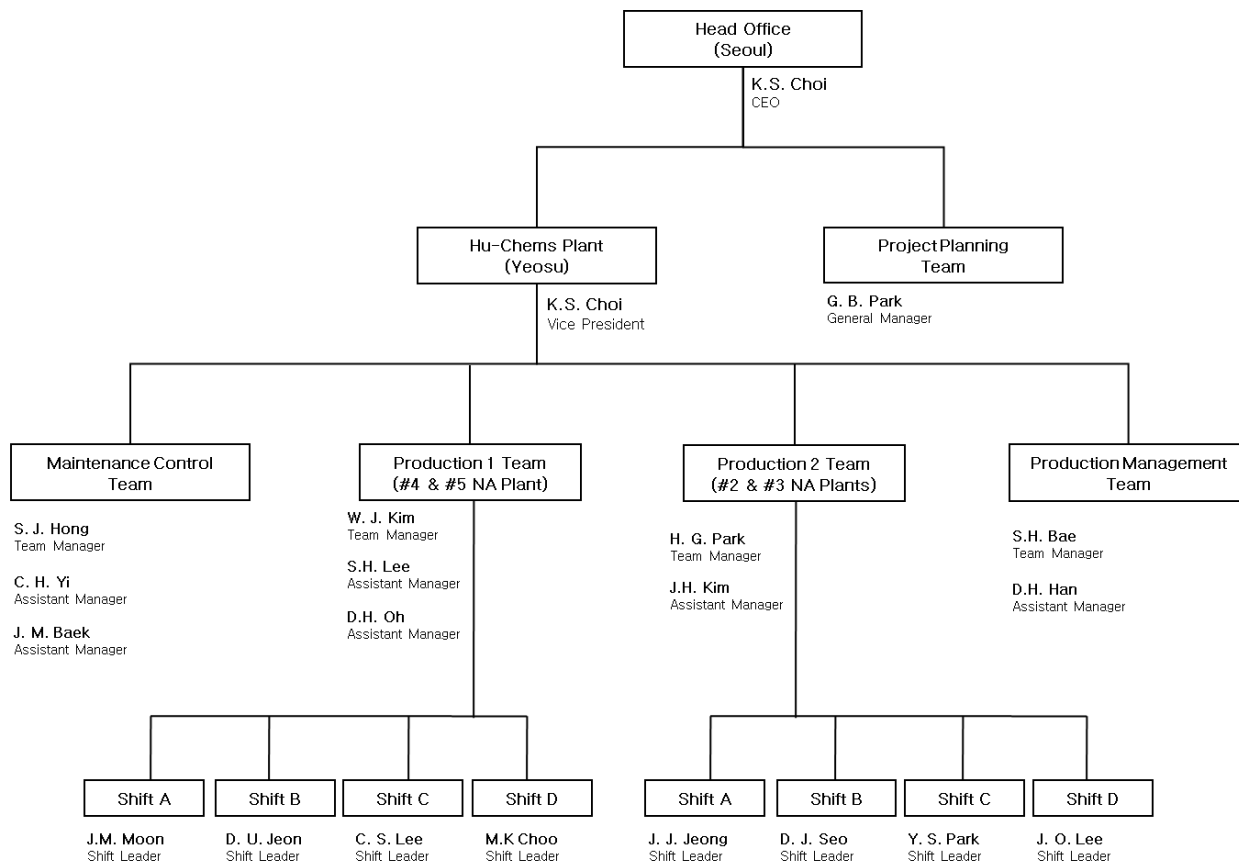 Head Office
(Seoul)
K.S. Choi
CEO
Hu-Chems Plant
(Yeosu)
Project Planning
Team
K.S. Choi
Vice President
G. B. Park
General Manager
Maintenance Control
Team
Production 1 Team
(#4 & #5 NA Plant)
Production 2 Team
(#2 & #3 NA Plants)
Production Management
Team
S. J. Hong
Team Manager
C. H. Yi
Assistant Manager
J. M. Baek
Assistant Manager
W. J. Kim
Team Manager
S.H. Lee
Assistant Manager
D.H. Oh
Assistant Manager
H. G. Park
Team Manager
J.H. Kim
Assistant Manager
S.H. Bae
Team Manager
D.H. Han
Assistant Manager
Shift A
Shift B
Shift C
Shift D
Shift A
Shift B
Shift C
Shift D
J.M. Moon
Shift Leader
D. U. Jeon
Shift Leader
C. S. Lee
Shift Leader
M.K Choo
Shift Leader
J. J. Jeong
Shift Leader
D. J. Seo
Shift Leader
Y. S. Park
Shift Leader
J. O. Lee
Shift Leader